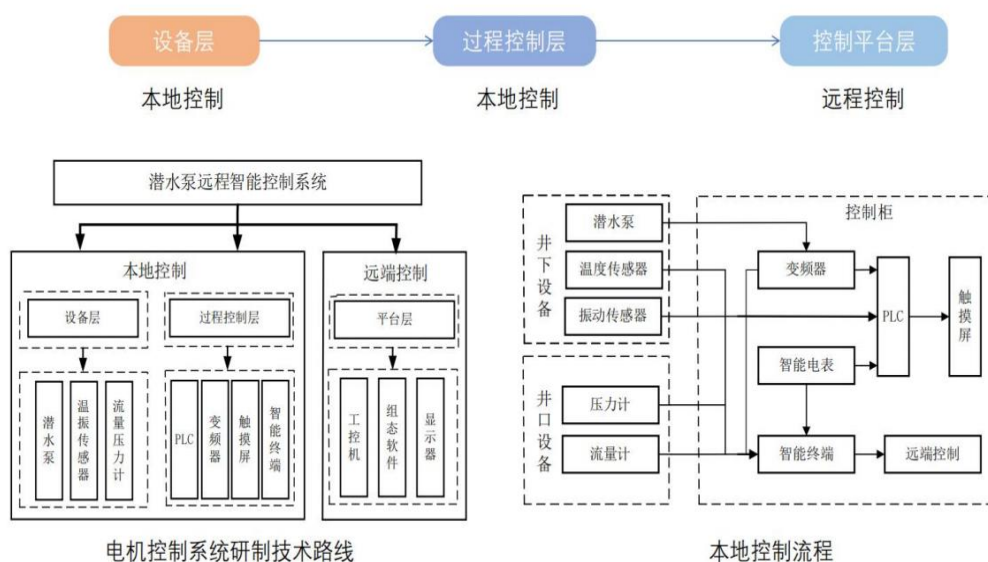 设备层
过程控制层
控制平台层
本地控制
本地控制
远程控制
潜水泵远程智能控制系统
本地控制
远端控制
设备层
过程控制层
平台层
潜水泵
温振传感器
流量压力计
PLC
变频器
触摸屏
智能终端
工控机
组态软件
显示器
电机控制系统研制技术路线
井下设备
潜水泵
温度传感器
振动传感器
井口设备
压力计
流量计
控制柜
变频器
PLC
触摸屏
智能电表
智能终端
远端控制
本地控制流程